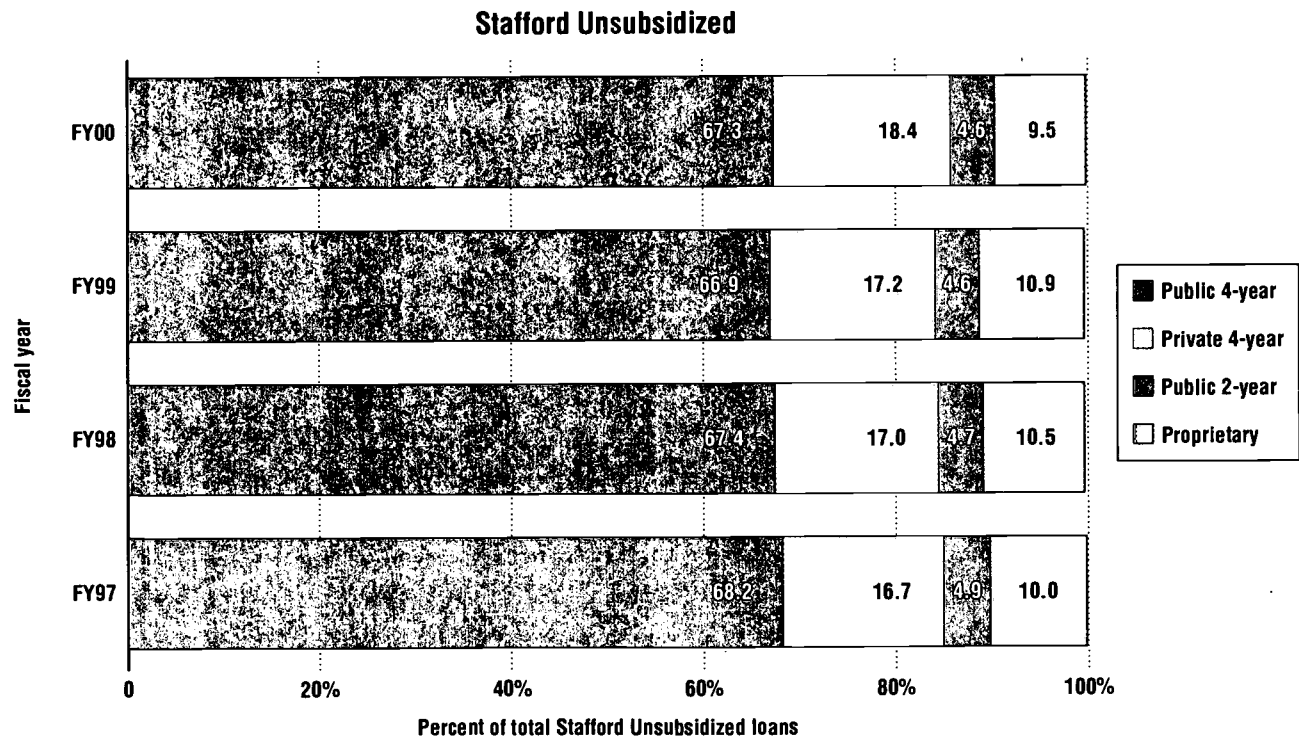 Stafford Unsubsidized
Fiscal year
FY00
67.3 18.4 4.6 9.5
FY99
66.9 17.2 4.6 10.9
FY98
67.4 17.0 4.7 10.5
FY97
68.2 16.7 4.9 10.0
0 20% 40% 60% 80% 100%
Percent of total Stafford Unsubsidized loans
Public 4-year
Private 4-year
Public 2-year
Proprietary